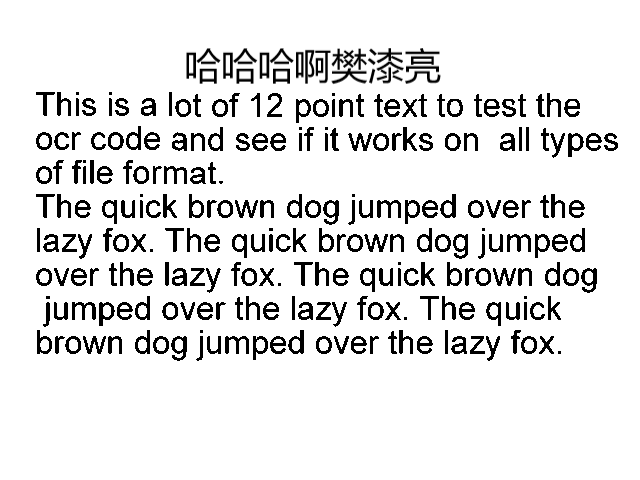 哈哈哈啊樊漆亮
This is a lot of 12 point text to test the
ocr code and see if it works on  all types
of file format.
The quick brown dog jumped over the
lazy fox. The quick brown dog jumped
over the lazy fox. The quick brown dog
jumped over the lazy fox. The quick
brown dog jumped over the lazy fox.